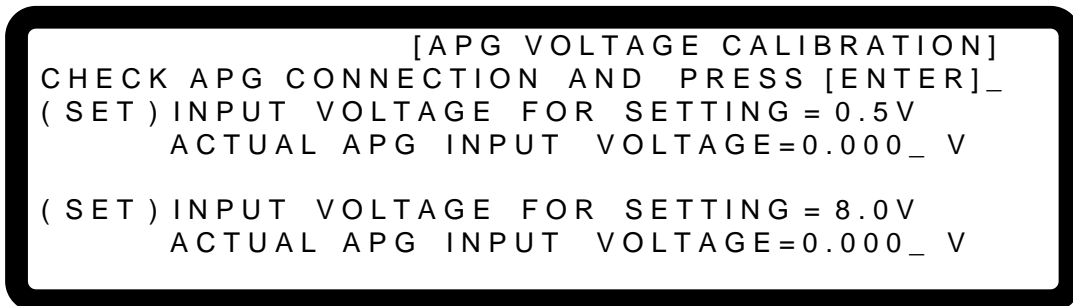 [APG VOLTAGE CALIBRATION]
CHECK APG CONNECTION AND PRESS [ENTER]_
(SET) INPUT VOLTAGE FOR SETTING = 0.5V
ACTUAL APG INPUT VOLTAGE=0.000_ V
(SET) INPUT VOLTAGE FOR SETTING = 8.0V
ACTUAL APG INPUT VOLTAGE=0.000_ V